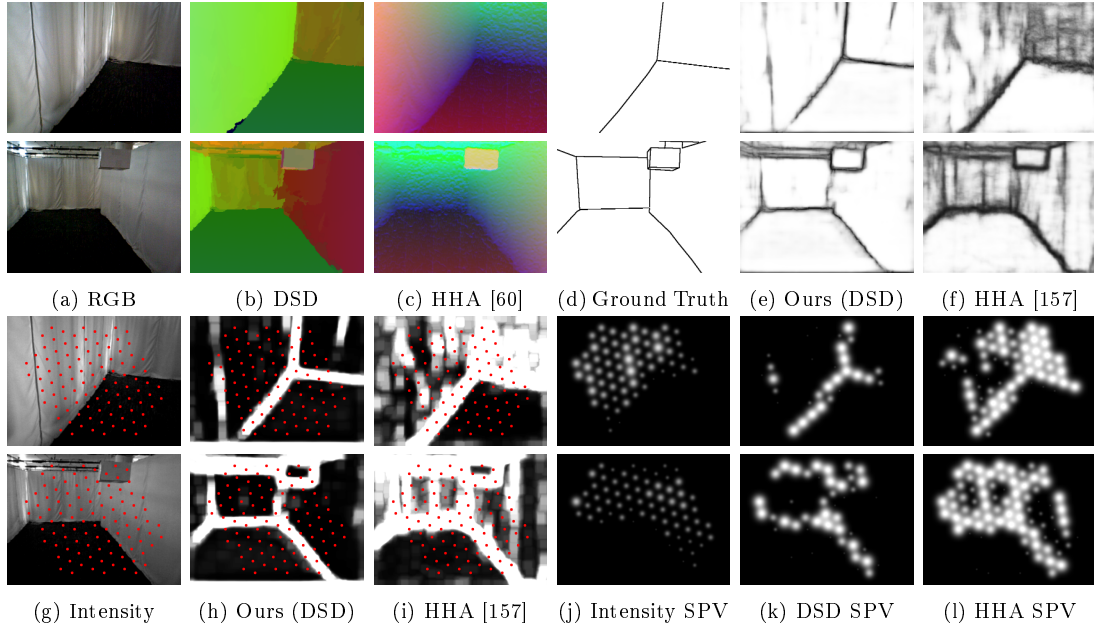 (a) RGB
(b) DSD
(c) HHA [60]
(d) Ground Truth
(e) Ours (DSD)
(f) HHA [157]
(g) Intensity
(h) Ours (DSD)
(i) HHA [157]
(j) Intensity SPV
(k) DSD SPV
(l) HHA SPV